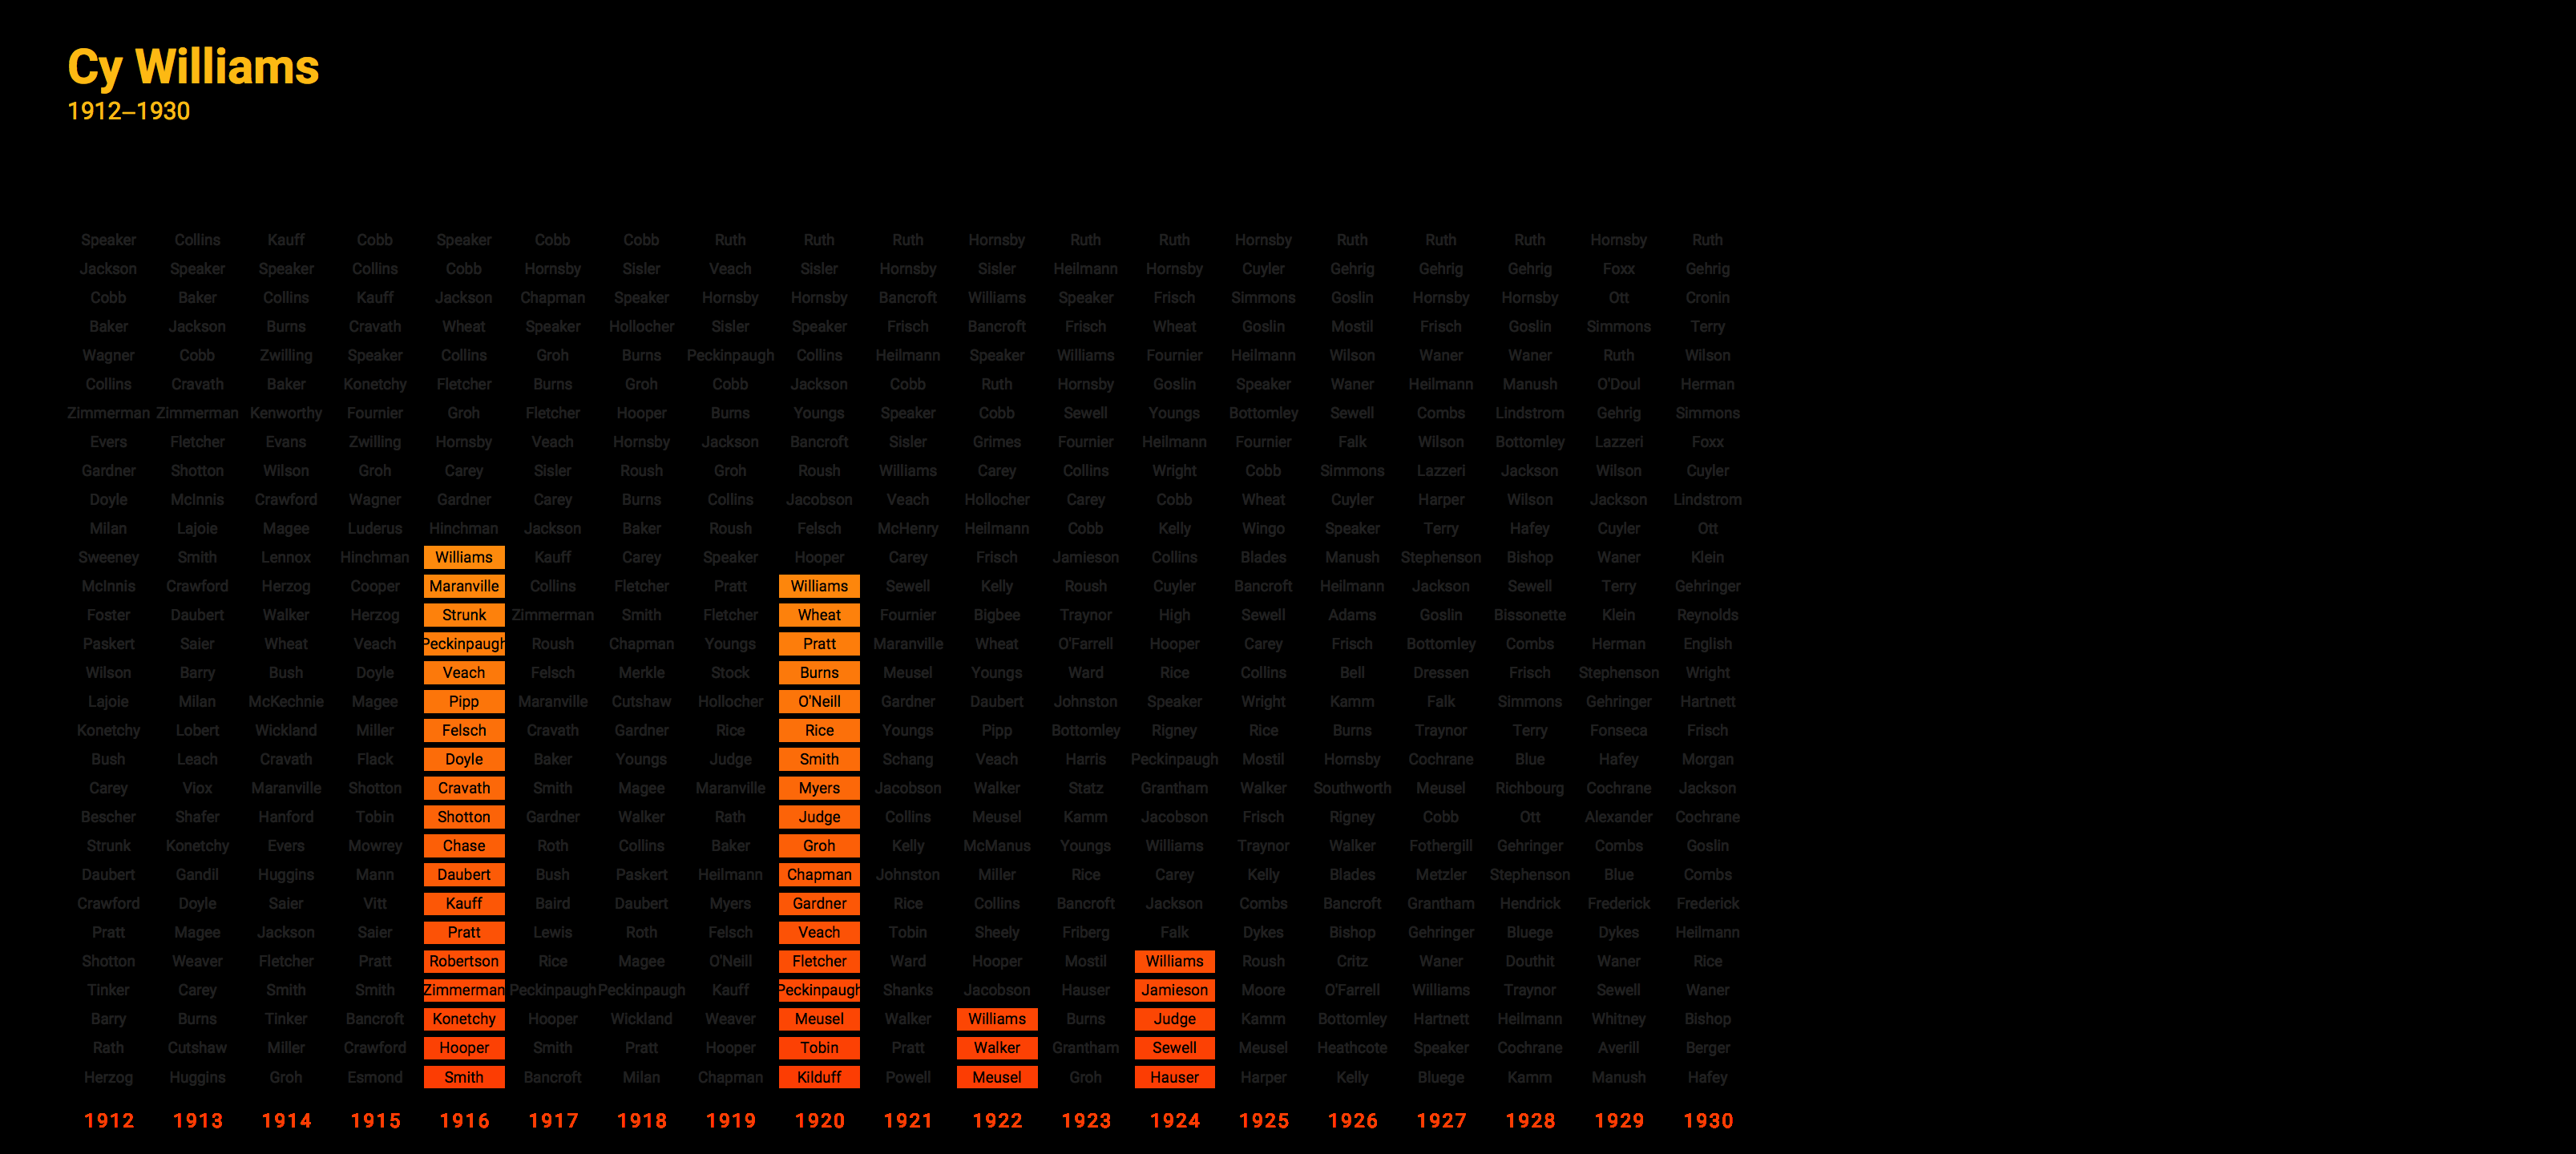 Cy Williams
1912–1930
Speaker Collins Kauff Cobb Speaker Cobb Cobb Ruth Ruth Ruth Hornsby Ruth Ruth Hornsby Ruth Ruth Ruth Hornsby Ruth
Jackson Speaker Speaker Collins Cobb Hornsby Sisler Veach Sisler Hornsby Sisler Heilmann Hornsby Cuyler Gehrig Gehrig Gehrig Foxx Gehrig
Cobb Baker Collins Kauff Jackson Chapman Speaker Hornsby Hornsby Bancroft Williams Speaker Frisch Simmons Goslin Hornsby Hornsby Ott Cronin
Baker Jackson Burns Cravath Wheat Speaker Hollocher Sisler Speaker Frisch Bancroft Frisch Wheat Goslin Mostil Frisch Goslin Simmons Terry
Wagner Cobb Zwilling Speaker Collins Groh Burns Peckinpaugh Collins Heilmann Speaker Williams Fournier Heilmann Wilson Waner Waner Ruth Wilson
Collins Cravath Baker Konetchy Fletcher Burns Groh Cobb Jackson Cobb Ruth Hornsby Goslin Speaker Waner Heilmann Manush O'Doul Herman
Zimmerman Zimmerman Kenworthy Fournier Groh Fletcher Hooper Burns Youngs Speaker Cobb Sewell Youngs Bottomley Sewell Combs Lindstrom Gehrig Simmons
Evers Fletcher Evans Zwilling Hornsby Veach Hornsby Jackson Bancroft Sisler Grimes Fournier Heilmann Fournier Falk Wilson Bottomley Lazzeri Foxx
Gardner Shotton Wilson Groh Carey Sisler Roush Groh Roush Williams Carey Collins Wright Cobb Simmons Lazzeri Jackson Wilson Cuyler
Doyle McInnis Crawford Wagner Gardner Carey Burns Collins Jacobson Veach Hollocher Carey Cobb Wheat Cuyler Harper Wilson Jackson Lindstrom
Milan Lajoie Magee Luderus Hinchman Jackson Baker Roush Felsch McHenry Heilmann Cobb Kelly Wingo Speaker Terry Hafey Cuyler Ott
Sweeney Smith Lennox Hinchman Williams Kauff Carey Speaker Hooper Carey Frisch Jamieson Collins Blades Manush Stephenson Bishop Waner Klein
McInnis Crawford Herzog Cooper Maranville Collins Fletcher Pratt Williams Sewell Kelly Roush Cuyler Bancroft Heilmann Jackson Sewell Terry Gehringer
Foster Daubert Walker Herzog Strunk Zimmerman Smith Fletcher Wheat Fournier Bigbee Traynor High Sewell Adams Goslin Bissonette Klein Reynolds
Paskert Saier Wheat Veach Peckinpaugh Roush Chapman Youngs Pratt Maranville Wheat O'Farrell Hooper Carey Frisch Bottomley Combs Herman English
Wilson Barry Bush Doyle Veach Felsch Merkle Stock Burns Meusel Youngs Ward Rice Collins Bell Dressen Frisch Stephenson Wright
Lajoie Milan McKechnie Magee Pipp Maranville Cutshaw Hollocher O'Neill Gardner Daubert Johnston Speaker Wright Kamm Falk Simmons Gehringer Hartnett
Konetchy Lobert Wickland Miller Felsch Cravath Gardner Rice Rice Youngs Pipp Bottomley Rigney Rice Burns Traynor Terry Fonseca Frisch
Bush Leach Cravath Flack Doyle Baker Youngs Judge Smith Schang Veach Harris Peckinpaugh Mostil Hornsby Cochrane Blue Hafey Morgan
Carey Viox Maranville Shotton Cravath Smith Magee Maranville Myers Jacobson Walker Statz Grantham Walker Southworth Meusel Richbourg Cochrane Jackson
Bescher Shafer Hanford Tobin Shotton Gardner Walker Rath Judge Collins Meusel Kamm Jacobson Frisch Rigney Cobb Ott Alexander Cochrane
Strunk Konetchy Evers Mowrey Chase Roth Collins Baker Groh Kelly McManus Youngs Williams Traynor Walker Fothergill Gehringer Combs Goslin
Daubert Gandil Huggins Mann Daubert Bush Paskert Heilmann Chapman Johnston Miller Rice Carey Kelly Blades Metzler Stephenson Blue Combs
Crawford Doyle Saier Vitt Kauff Baird Daubert Myers Gardner Rice Collins Bancroft Jackson Combs Bancroft Grantham Hendrick Frederick Frederick
Pratt Magee Jackson Saier Pratt Lewis Roth Felsch Veach Tobin Sheely Friberg Falk Dykes Bishop Gehringer Bluege Dykes Heilmann
Shotton Weaver Fletcher Pratt Robertson Rice Magee O'Neill Fletcher Ward Hooper Mostil Williams Roush Critz Waner Douthit Waner Rice
Tinker Carey Smith Smith Zimmerman Peckinpaugh Peckinpaugh Kauff Peckinpaugh Shanks Jacobson Hauser Jamieson Moore O'Farrell Williams Traynor Sewell Waner
Barry Burns Tinker Bancroft Konetchy Hooper Wickland Weaver Meusel Walker Williams Burns Judge Kamm Bottomley Hartnett Heilmann Whitney Bishop
Rath Cutshaw Miller Crawford Hooper Smith Pratt Hooper Tobin Pratt Walker Grantham Sewell Meusel Heathcote Speaker Cochrane Averill Berger
Herzog Huggins Groh Esmond Smith Bancroft Milan Chapman Kilduff Powell Meusel Groh Hauser Harper Kelly Bluege Kamm Manush Hafey
1912 1913 1914 1915 1916 1917 1918 1919 1920 1921 1922 1923 1924 1925 1926 1927 1928 1929 1930